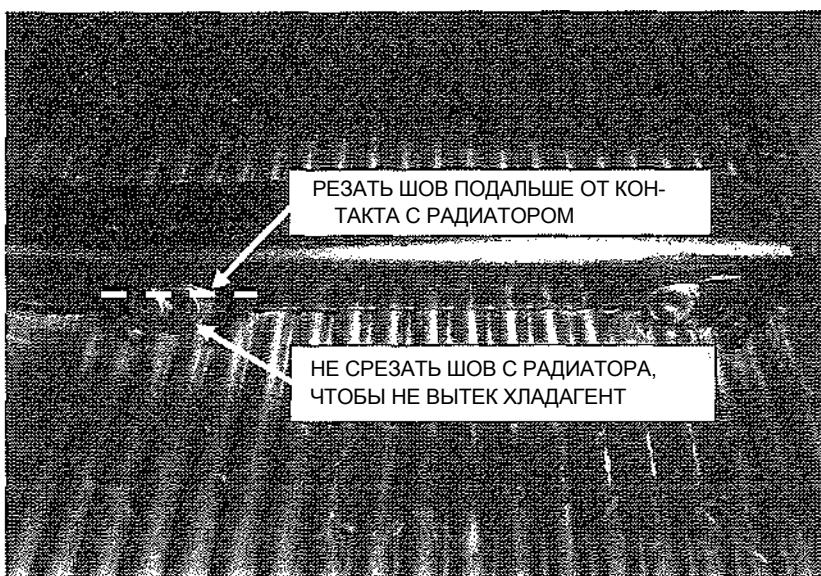 РЕЗАТЬ ШОВ ПОДАЛЬШЕ ОТ КОН-
ТАКТА С РАДИАТОРОМ
НЕ СРЕЗАТЬ ШОВ С РАДИАТОРА,
ЧТОБЫ НЕ ВЫТЕК ХЛАДАГЕНТ